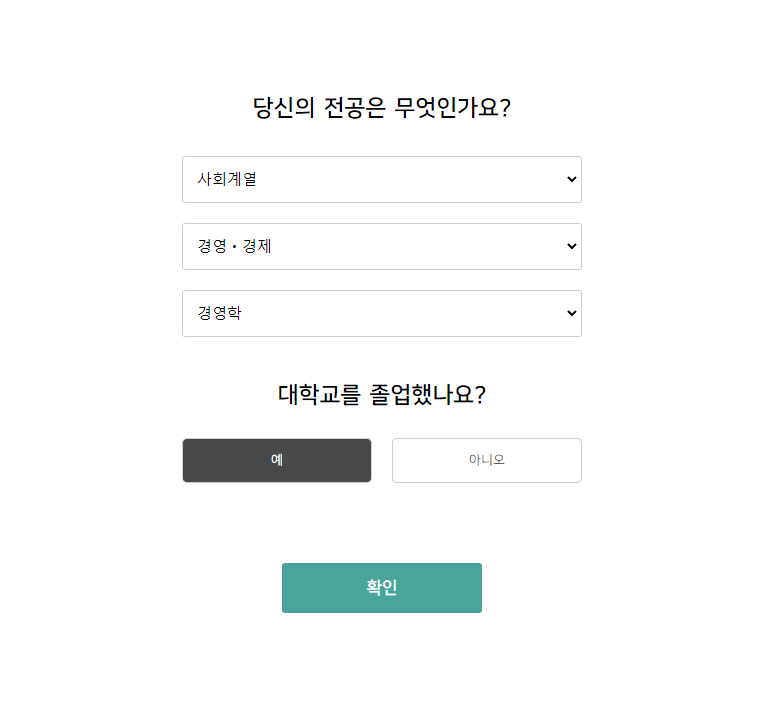 당신의 전공은 무엇인가요?
사회계열
경영・경제
경영학
대학교를 졸업했나요?
예 아니오
확인